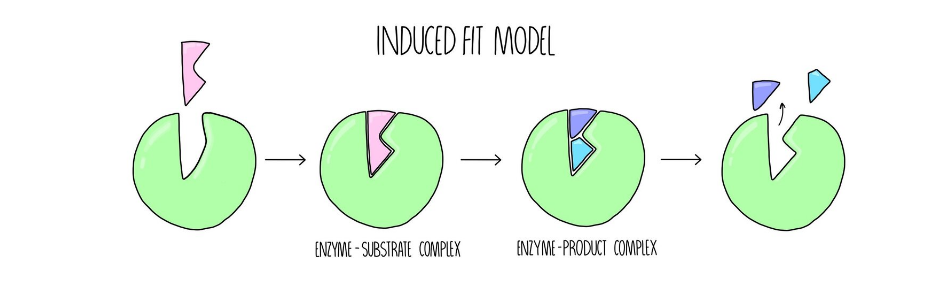 INDUCED FIT MODEL
ENZYME-SUBSTRATE COMPLEX
ENZYME-PRODUCT COMPLEX